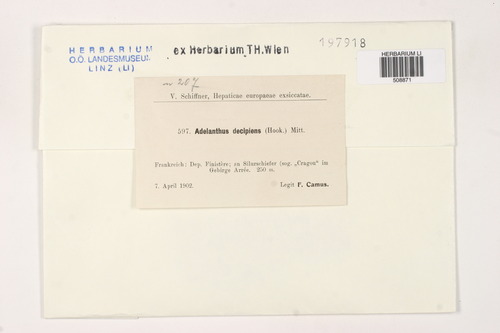 HERBARIUM
O.Ö. LANDESMUSEUM
LINZ (LI)
ex Herbarium TH.Wien
197918
HERBARIUM LI
508871
207
V. Schiffner, Hepaticae europaeae exsiccatae.
597. Adelanthus decipiens (Hook.) Mitt.
Frankreich: Dep. Finistère; an Silurschiefer (sog. „Cragou“ im
Gebirge Arrée. 250 m.
7. April 1902.
Legit F. Camus.